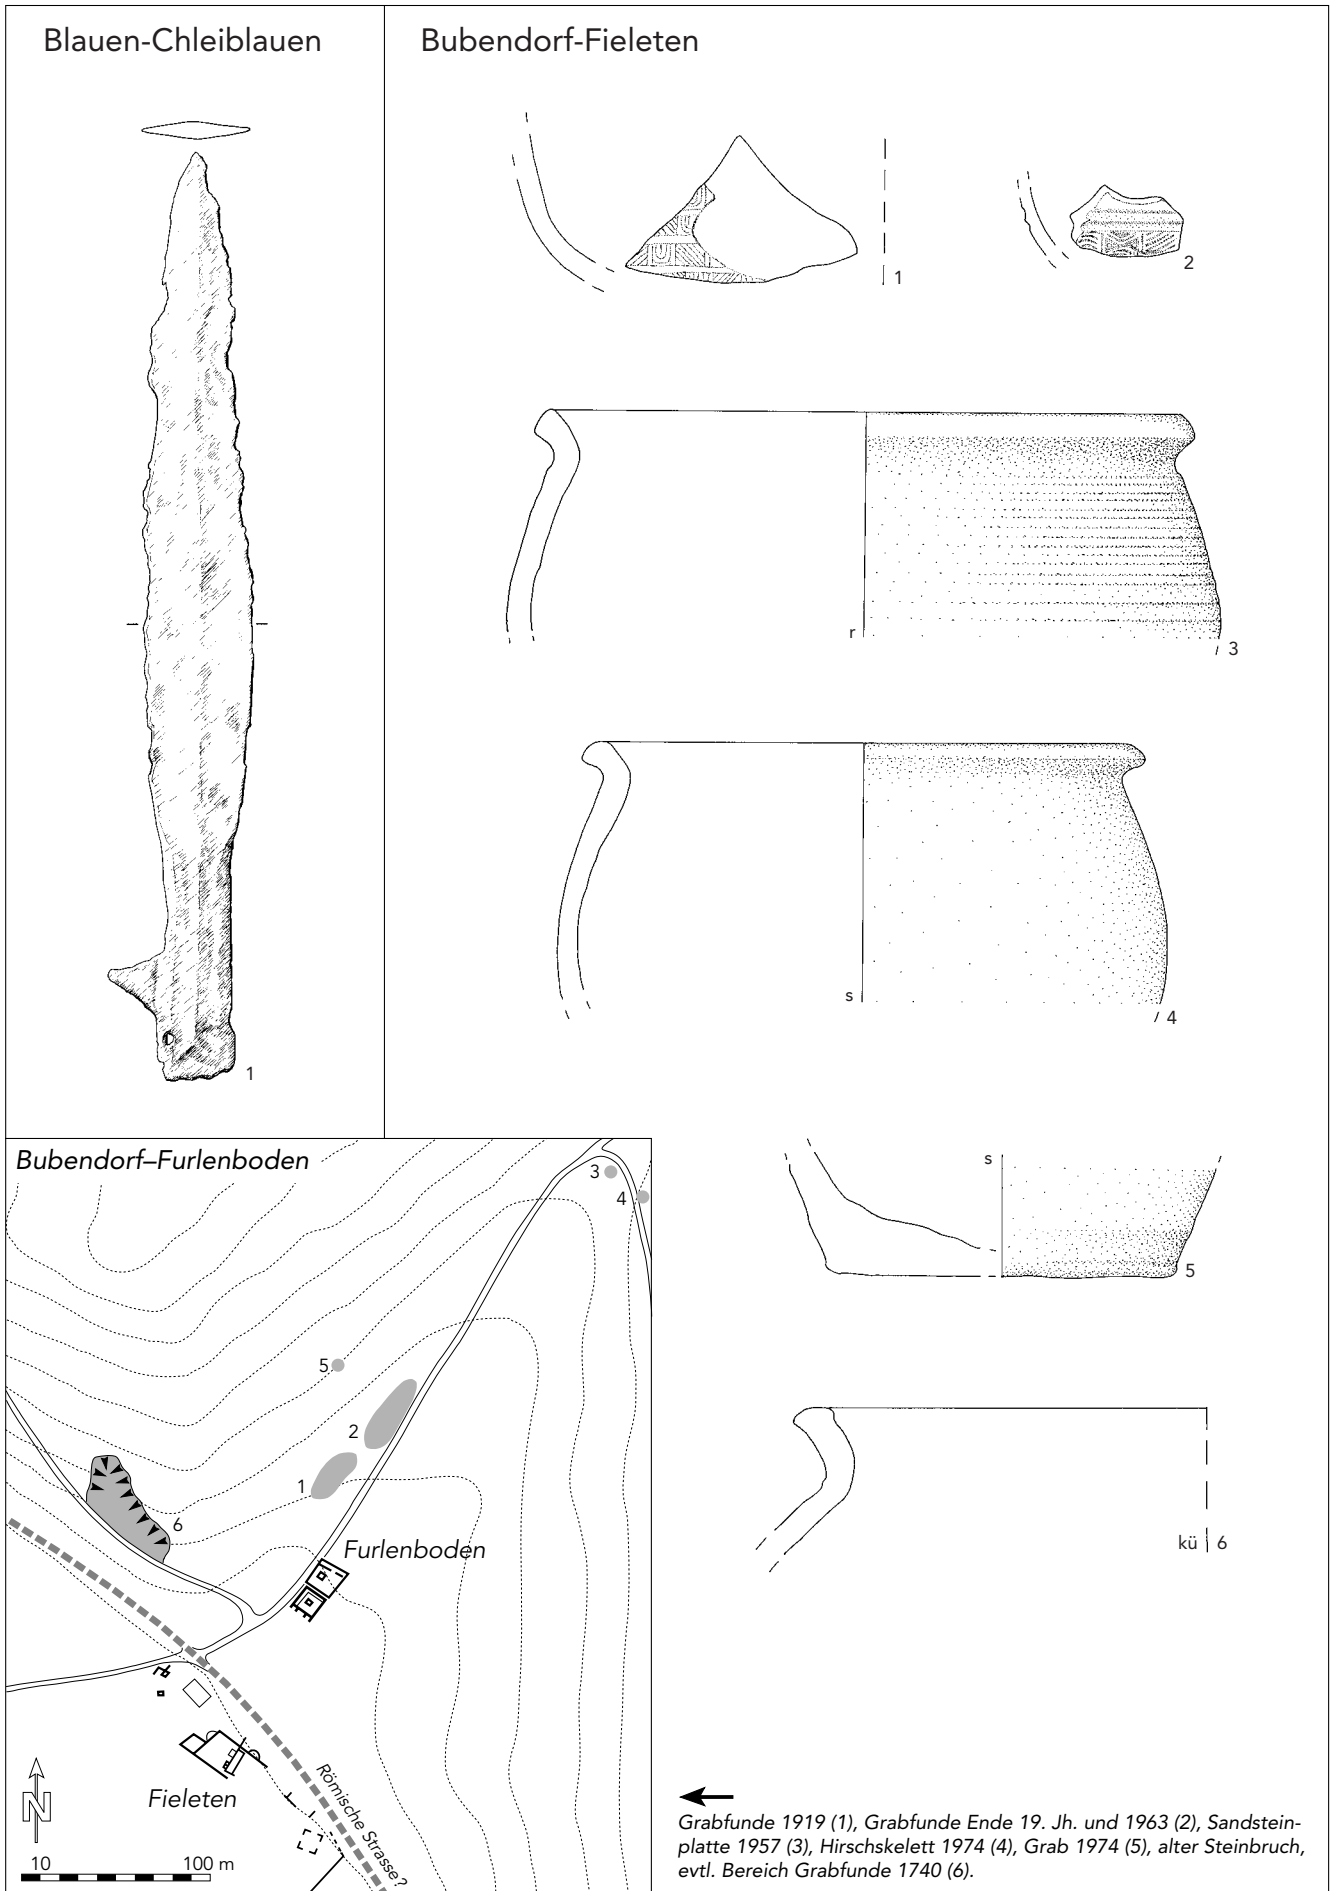 Blauen-Chleiblauen
Bubendorf-Fieleten
1
2
r
3
s
4
1
Bubendorf–Furlenboden
3
4
5
2
1
6
Furlenboden
Fieleten
Römische Strasse?
N
10 100 m
s
5
kü 6
Grabfunde 1919 (1), Grabfunde Ende 19. Jh. und 1963 (2), Sandstein-
platte 1957 (3), Hirschskelett 1974 (4), Grab 1974 (5), alter Steinbruch,
evtl. Bereich Grabfunde 1740 (6).